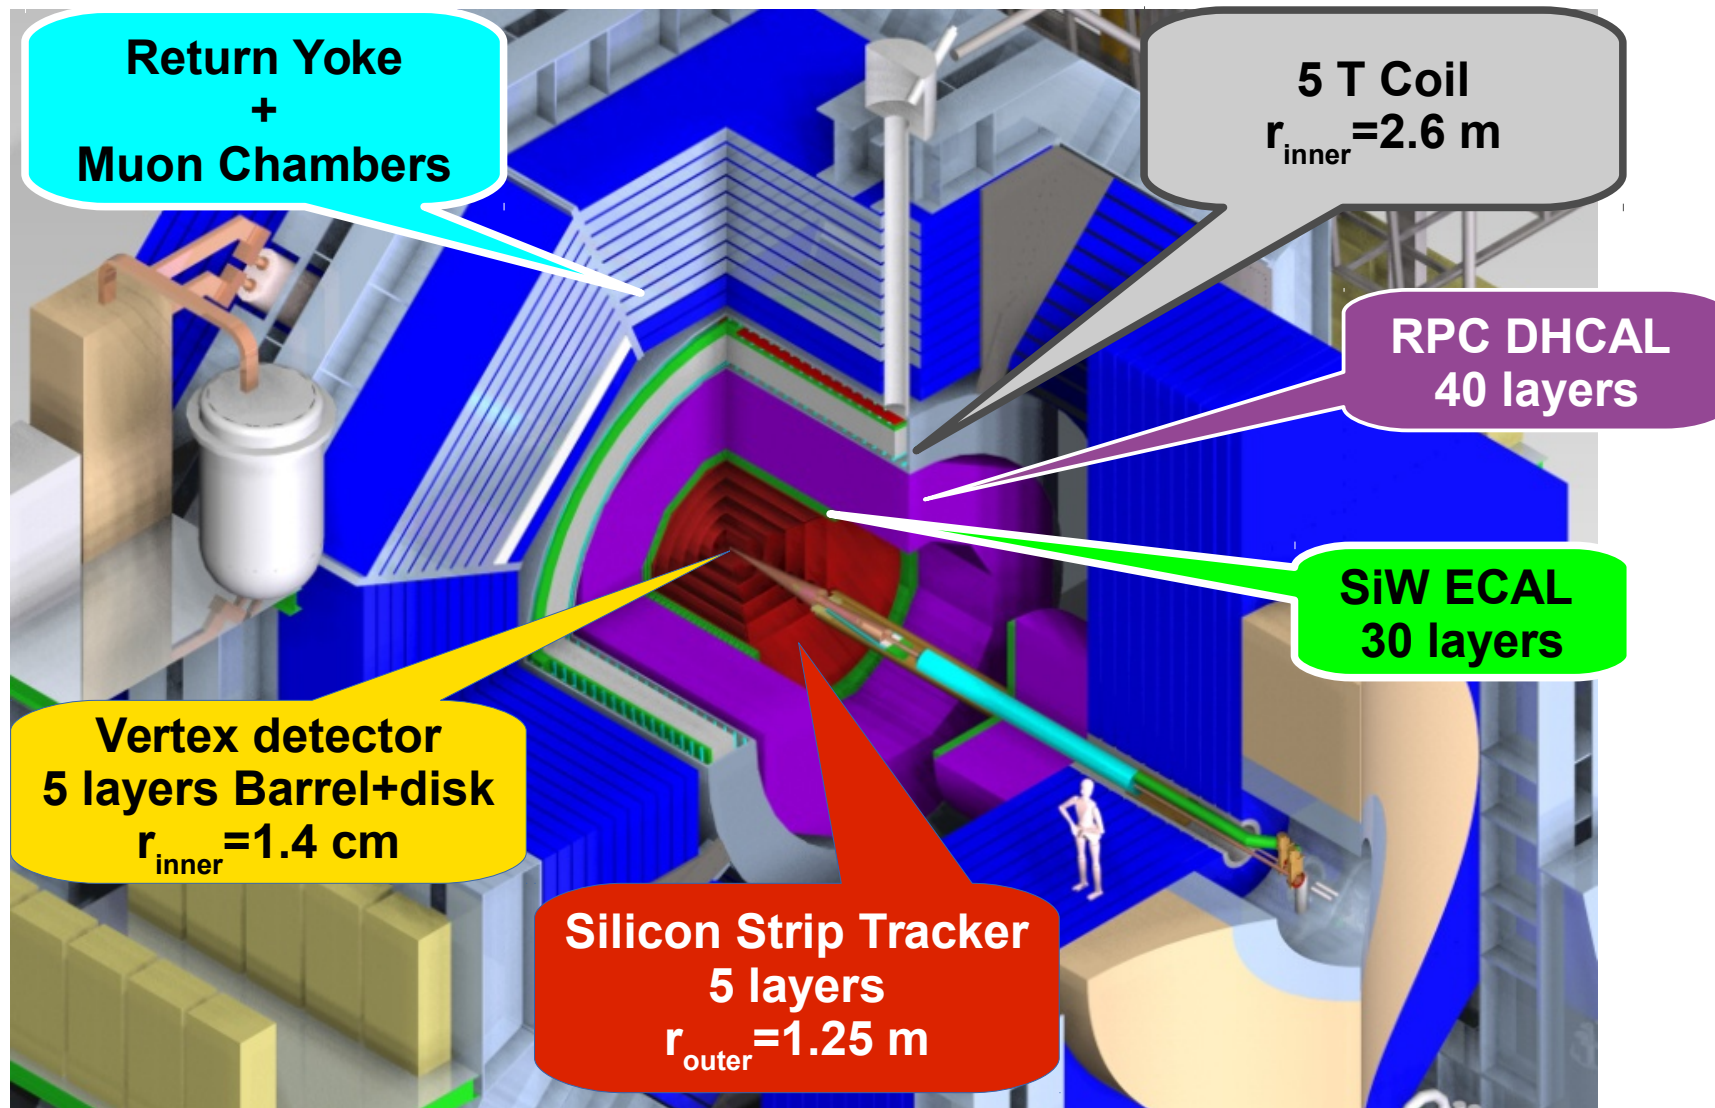 Return Yoke
+
Muon Chambers
5 T Coil
r_inner=2.6 m
RPC DHCAL
40 layers
SiW ECAL
30 layers
Vertex detector
5 layers Barrel+disk
r_inner=1.4 cm
Silicon Strip Tracker
5 layers
r_outer=1.25 m